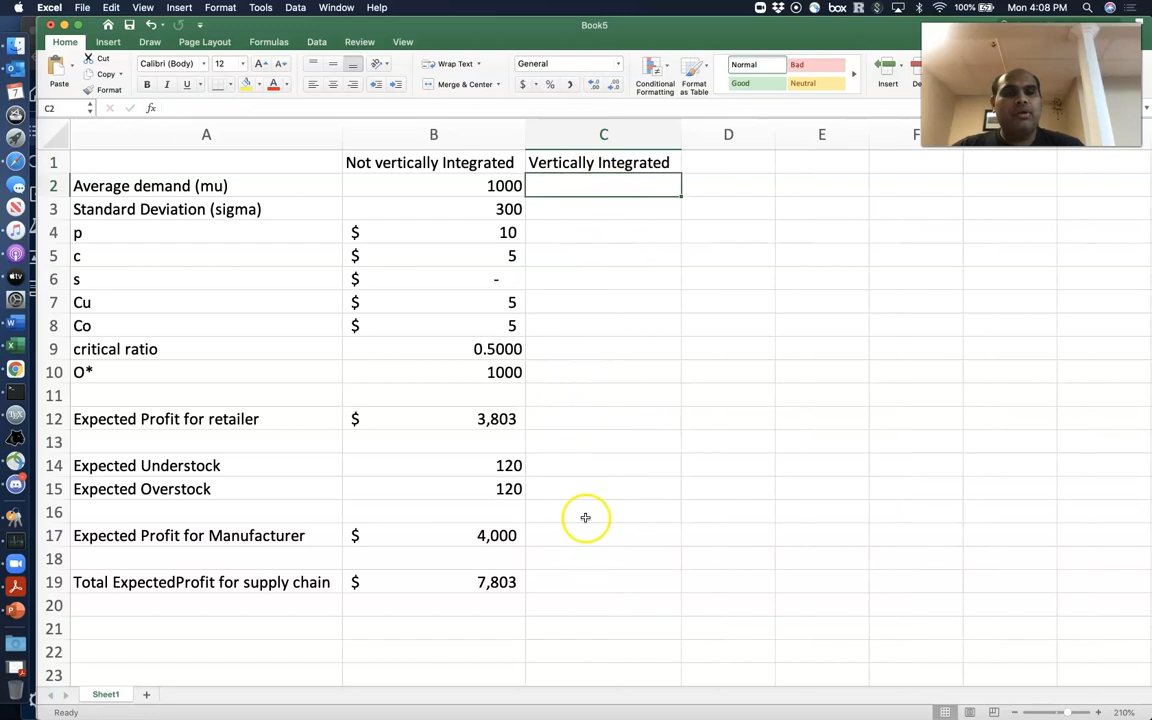 Excel File Edit View Insert Format Tools Data Window Help box R 100% Mon 4:08 PM
Book5
Home Insert Draw Page Layout Formulas Data Review View
Paste Cut Calibri (Body) 12 A A Wrap Text General Normal Bad
Copy Format B I U A Merge & Center $ % Good Neutral Conditional Formatting Format as Table Insert
C2 fx
A B C D E F
1 Not vertically Integrated Vertically Integrated
2 Average demand (mu) 1000
3 Standard Deviation (sigma) 300
4 p $ 10
5 c $ 5
6 s $ -
7 Cu $ 5
8 Co $ 5
9 critical ratio 0.5000
10 O* 1000
11
12 Expected Profit for retailer $ 3,803
13
14 Expected Understock 120
15 Expected Overstock 120
16
17 Expected Profit for Manufacturer $ 4,000
18
19 Total ExpectedProfit for supply chain $ 7,803
20
21
22
23
Sheet1
Ready 210%